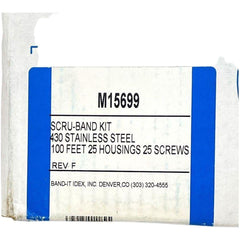 M15699
SCRU-BAND KIT
430 STAINLESS STEEL
100 FEET 25 HOUSINGS 25 SCREWS
REV F
BAND-IT IDEX, INC. DENVER,CO (303) 320-4555